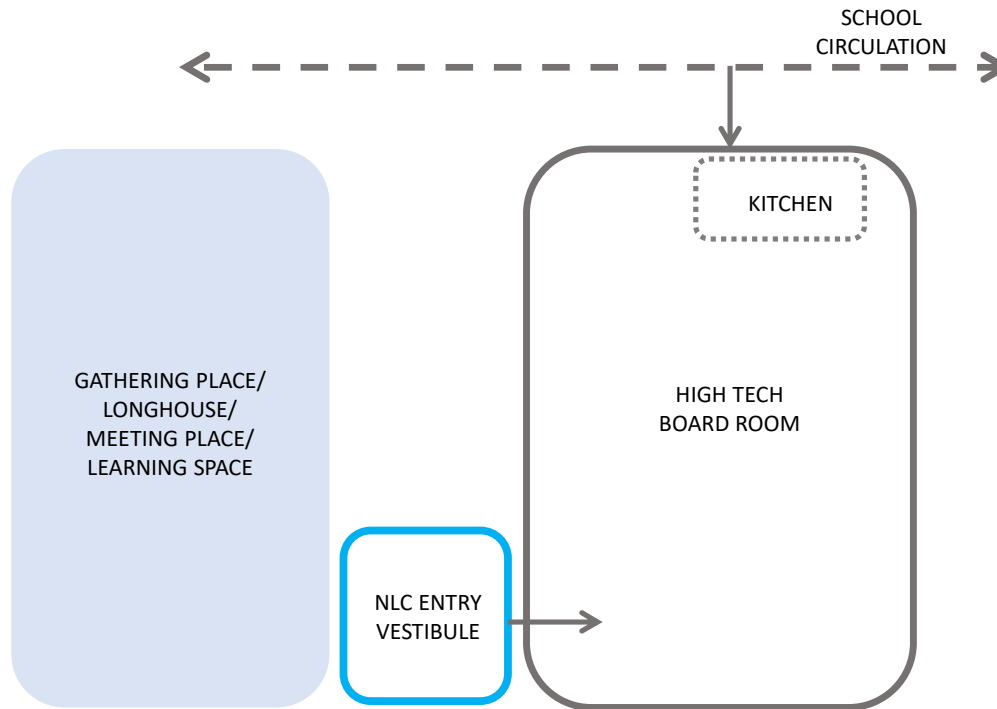 SCHOOL
CIRCULATION
KITCHEN
GATHERING PLACE/
LONGHOUSE/
MEETING PLACE/
LEARNING SPACE
HIGH TECH
BOARD ROOM
NLC ENTRY
VESTIBULE